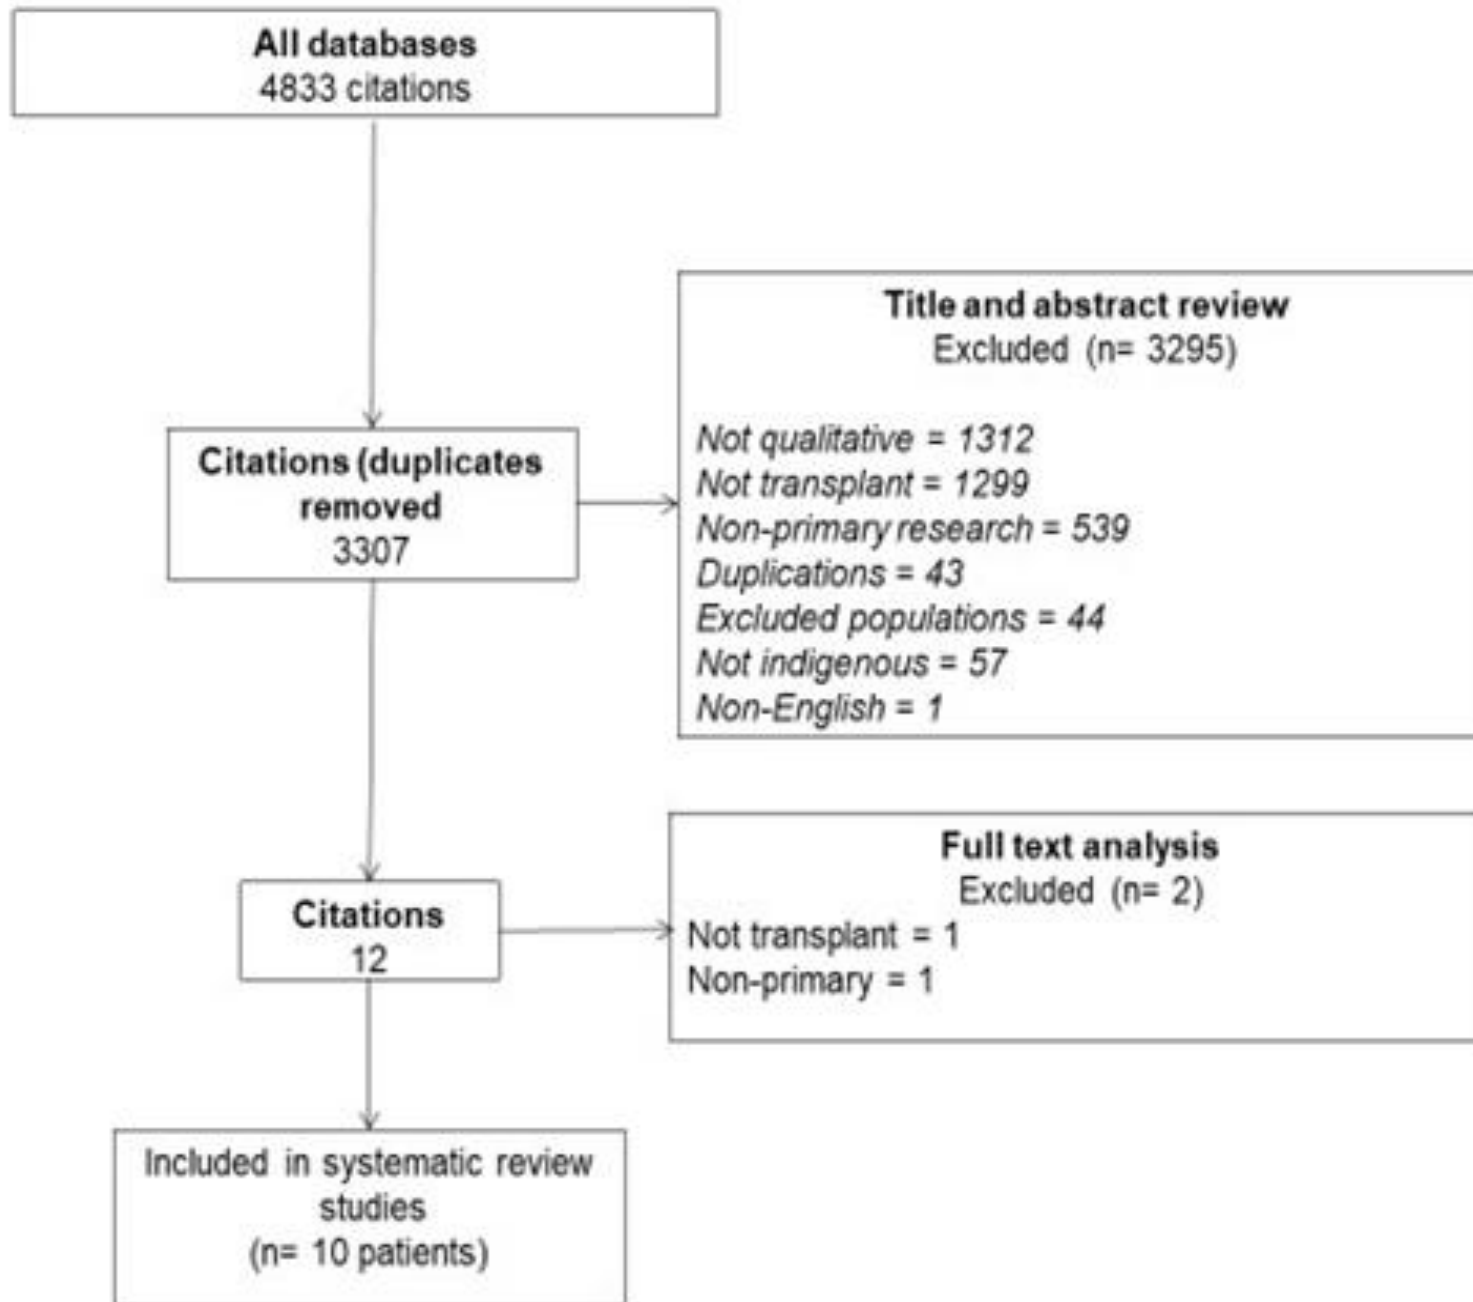 All databases
4833 citations
Title and abstract review
Excluded (n= 3295)
Not qualitative = 1312
Not transplant = 1299
Non-primary research = 539
Duplications = 43
Excluded populations = 44
Not indigenous = 57
Non-English = 1
Citations (duplicates
removed
3307
Full text analysis
Excluded (n= 2)
Not transplant = 1
Non-primary = 1
Citations
12
Included in systematic review
studies
(n= 10 patients)